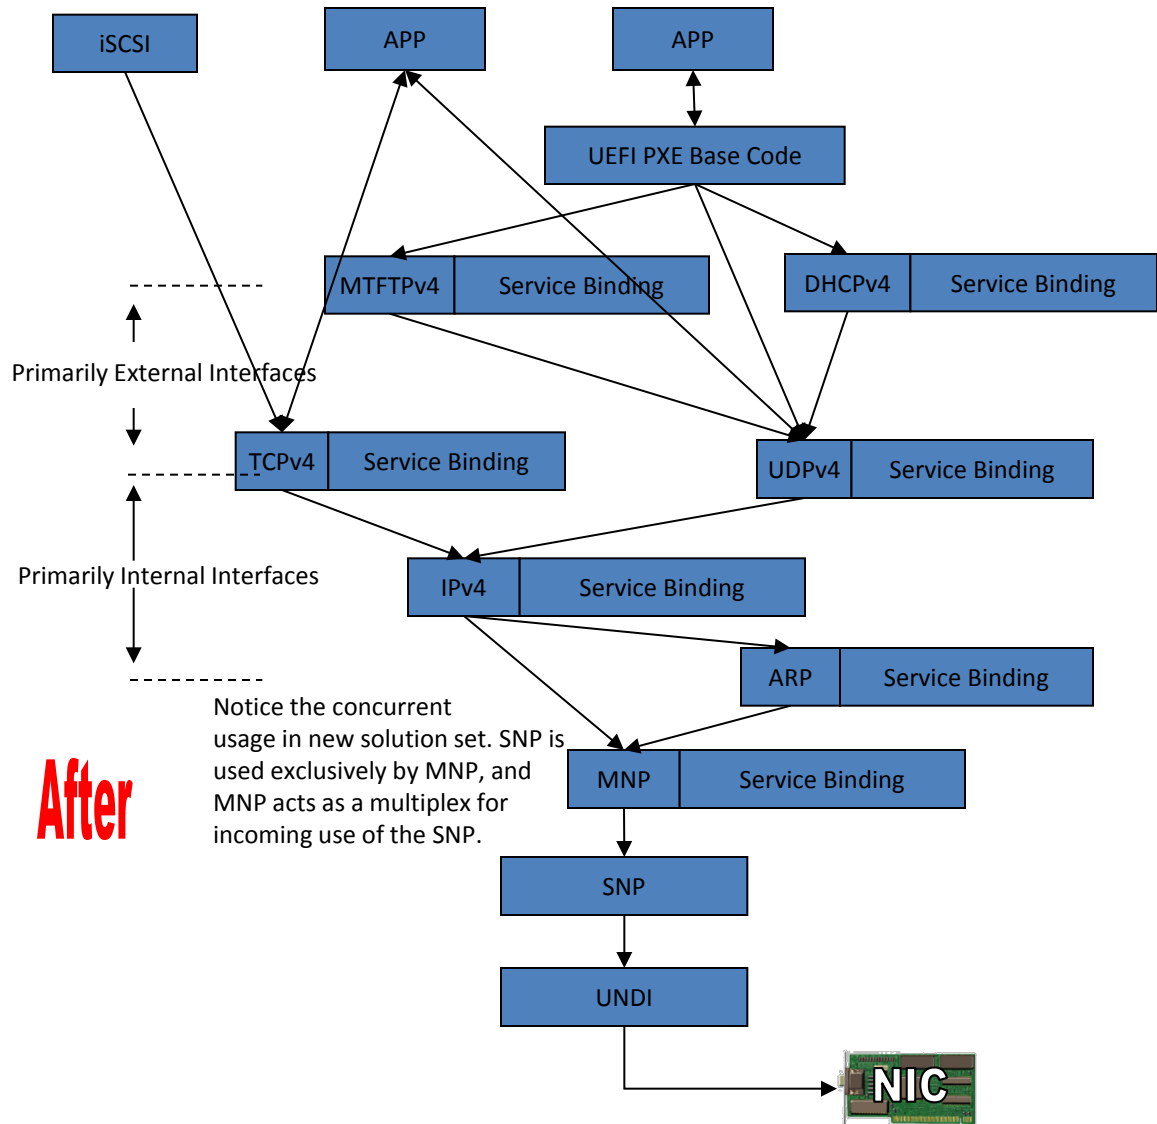 iSCSI
APP
APP
UEFI PXE Base Code
MTFTPv4
Service Binding
DHCPv4
Service Binding
Primarily External Interfaces
TCPv4
Service Binding
UDPv4
Service Binding
Primarily Internal Interfaces
IPv4
Service Binding
ARP
Service Binding
Notice the concurrent
usage in new solution set. SNP is
used exclusively by MNP, and
MNP acts as a multiplex for
incoming use of the SNP.
After
MNP
Service Binding
SNP
UNDI
NIC